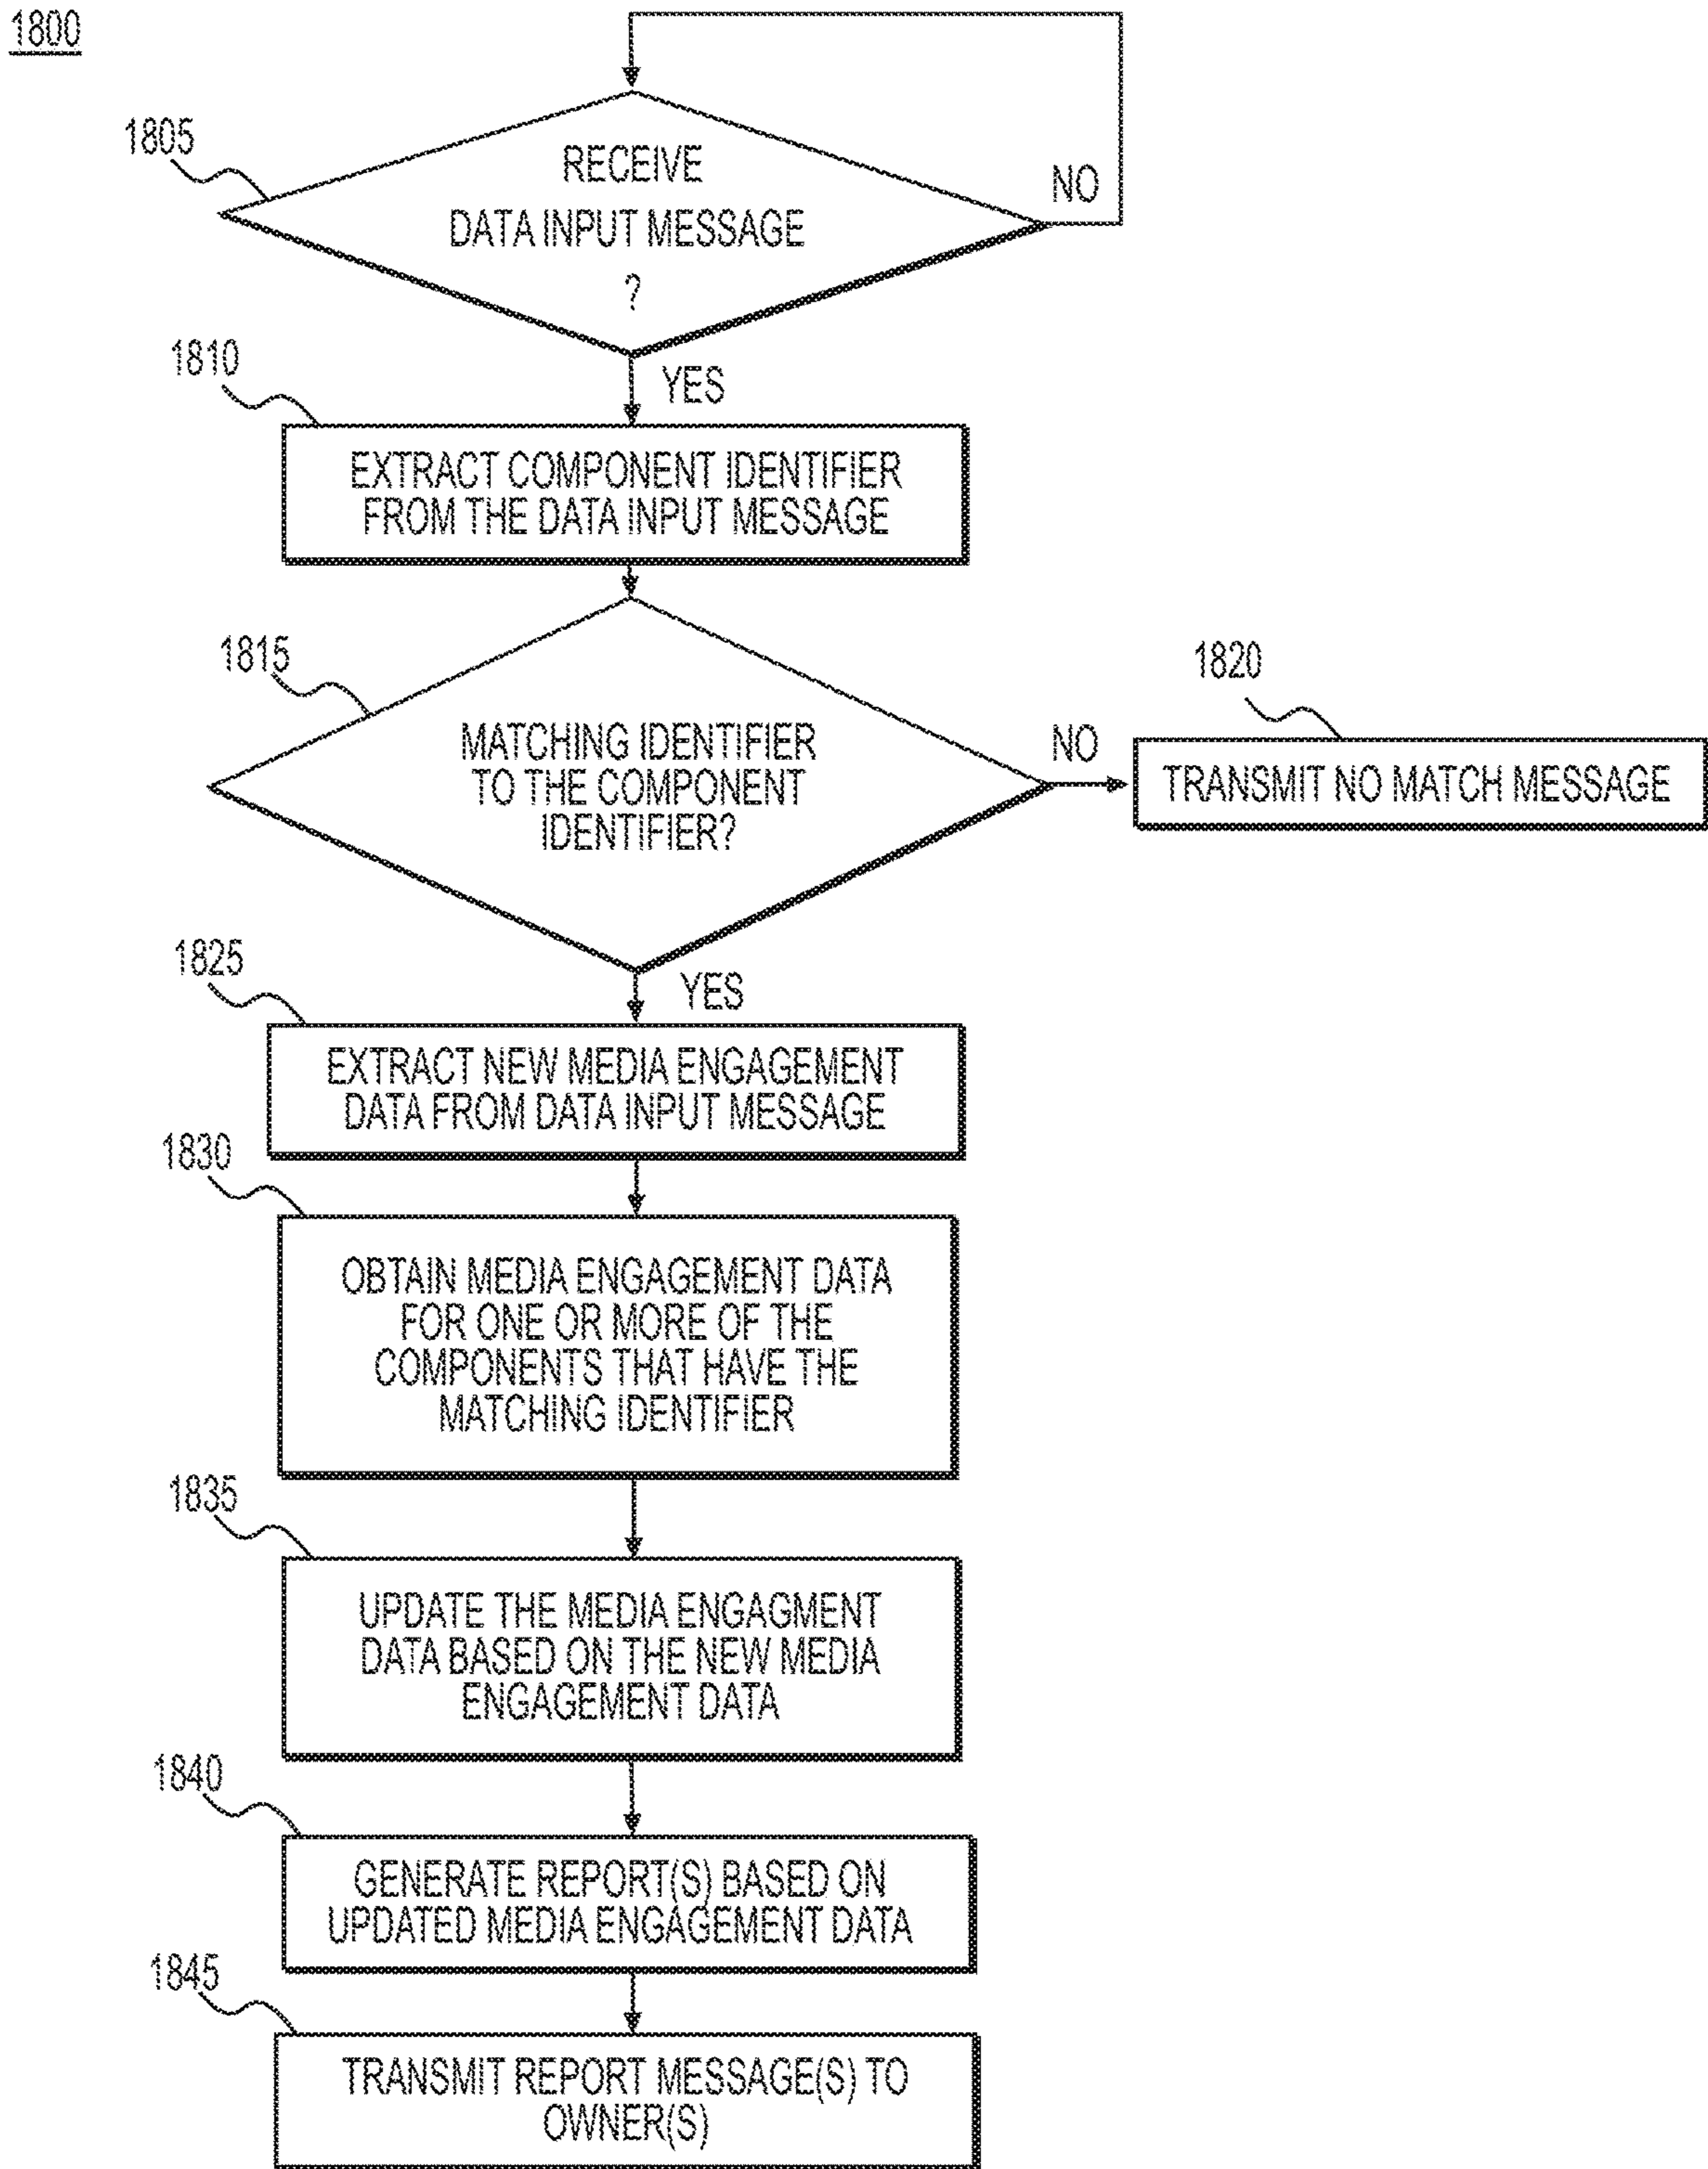 1800
1805
RECEIVE
DATA INPUT MESSAGE
?
NO
YES
1810
EXTRACT COMPONENT IDENTIFIER
FROM THE DATA INPUT MESSAGE
1815
MATCHING IDENTIFIER
TO THE COMPONENT
IDENTIFIER?
NO
1820
TRANSMIT NO MATCH MESSAGE
YES
1825
EXTRACT NEW MEDIA ENGAGEMENT
DATA FROM DATA INPUT MESSAGE
1830
OBTAIN MEDIA ENGAGEMENT DATA
FOR ONE OR MORE OF THE
COMPONENTS THAT HAVE THE
MATCHING IDENTIFIER
1835
UPDATE THE MEDIA ENGAGMENT
DATA BASED ON THE NEW MEDIA
ENGAGEMENT DATA
1840
GENERATE REPORT(S) BASED ON
UPDATED MEDIA ENGAGEMENT DATA
1845
TRANSMIT REPORT MESSAGE(S) TO
OWNER(S)